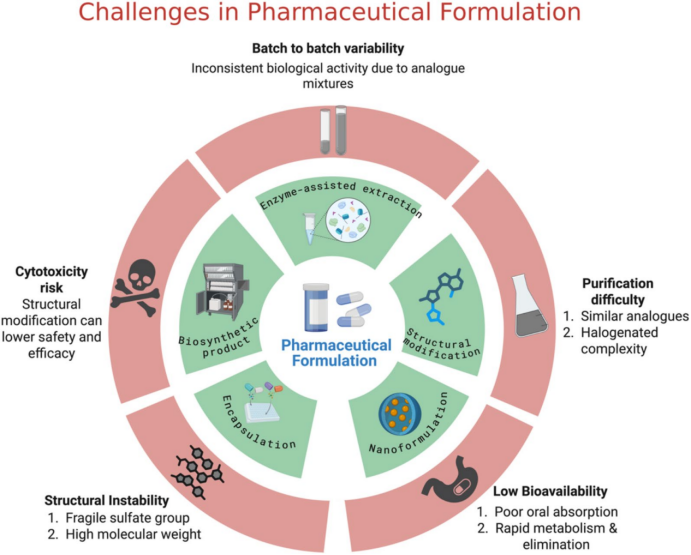 Challenges in Pharmaceutical Formulation
Batch to batch variability
Inconsistent biological activity due to analogue
mixtures
Enzyme-assisted extraction
Cytotoxicity
risk
Structural
modification can
lower safety and
efficacy
Biosynthetic
product
Pharmaceutical
Formulation
Structural
modification
Purification
difficulty
1. Similar analogues
2. Halogenated
complexity
Encapsulation
Nanoformulation
Structural Instability
1. Fragile sulfate group
2. High molecular weight
Low Bioavailability
1. Poor oral absorption
2. Rapid metabolism &
elimination